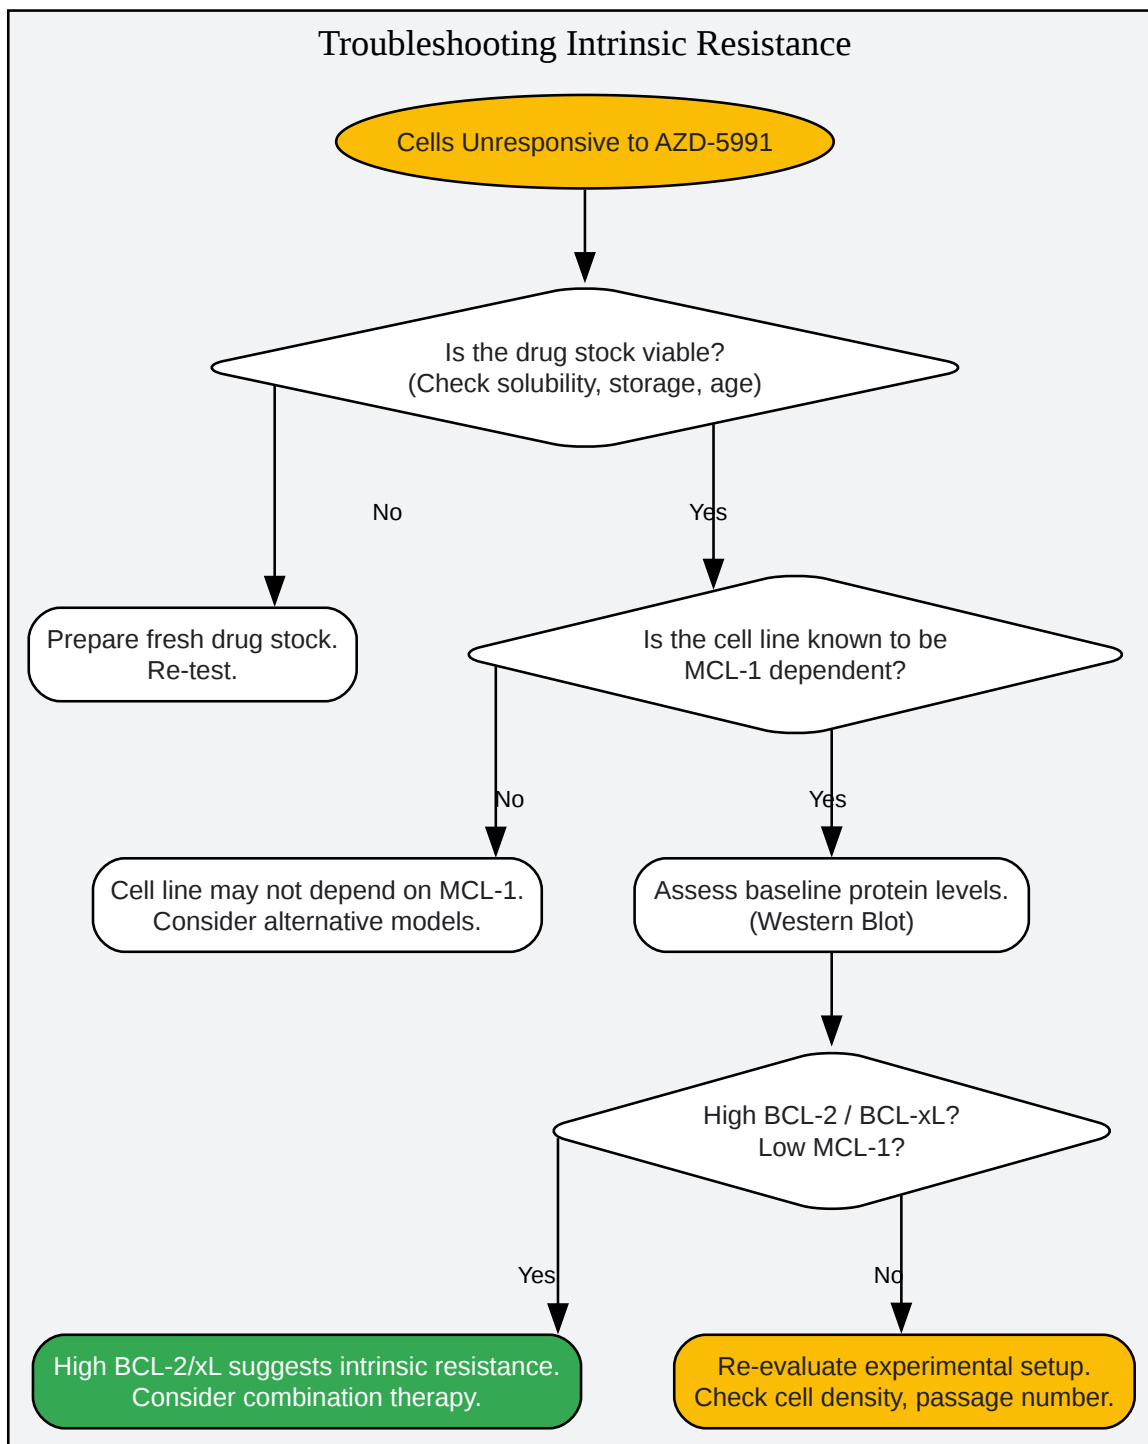 Troubleshooting Intrinsic Resistance
Cells Unresponsive to AZD-5991
Is the drug stock viable?
(Check solubility, storage, age)
No
Yes
Prepare fresh drug stock.
Re-test.
Is the cell line known to be
MCL-1 dependent?
No
Yes
Cell line may not depend on MCL-1.
Consider alternative models.
Assess baseline protein levels.
(Western Blot)
High BCL-2 / BCL-xL?
Low MCL-1?
Yes
No
High BCL-2/xL suggests intrinsic resistance.
Consider combination therapy.
Re-evaluate experimental setup.
Check cell density, passage number.